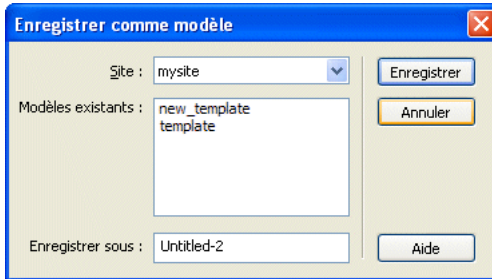 Enregistrer comme modèle
Site : mysite
Enregistrer
Modèles existants : new_template
template
Annuler
Enregistrer sous : Untitled-2
Aide